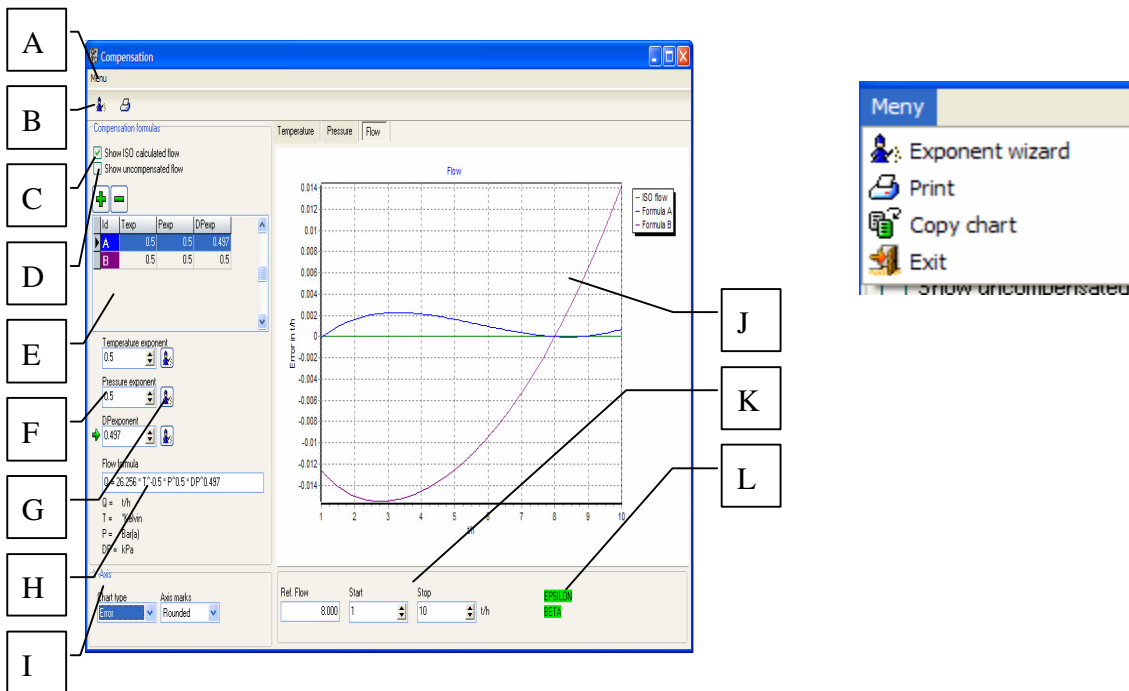 A
B
C
D
E
F
G
H
I
Compensation
Menu
Compensation formulas
Show ISO calculated flow
Show uncompensated flow
Id Texp Pexp DPexp
A 0.5 0.5 0.497
B 0.5 0.5 0.5
Temperature exponent
0.5
Pressure exponent
0.5
DPexponent
0.497
Flow formula
Q = 26.256 * T^-0.5 * P^0.5 * DP^0.497
Q = t/h
T = °Kelvin
P = Bar(a)
DP = kPa
Axis
Chart type Axis marks
Error Rounded
Temperature Pressure Flow
Flow
0.014
0.012
0.01
0.008
0.006
0.004
0.002
0
-0.002
-0.004
-0.006
-0.008
-0.01
-0.012
-0.014
Error in t/h
1 2 3 4 5 6 7 8 9 10
t/h
ISO flow
Formula A
Formula B
Ref. Flow Start Stop
8.000 1 10 t/h
EPSILON
BETA
J
K
L
Meny
Exponent wizard
Print
Copy chart
Exit
Show uncompensated